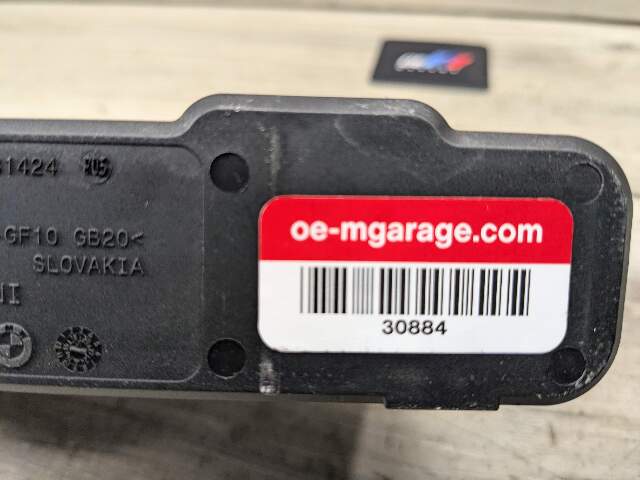 1424
GF10 GB20<
SLOVAKIA
oe-mgarage.com
30884